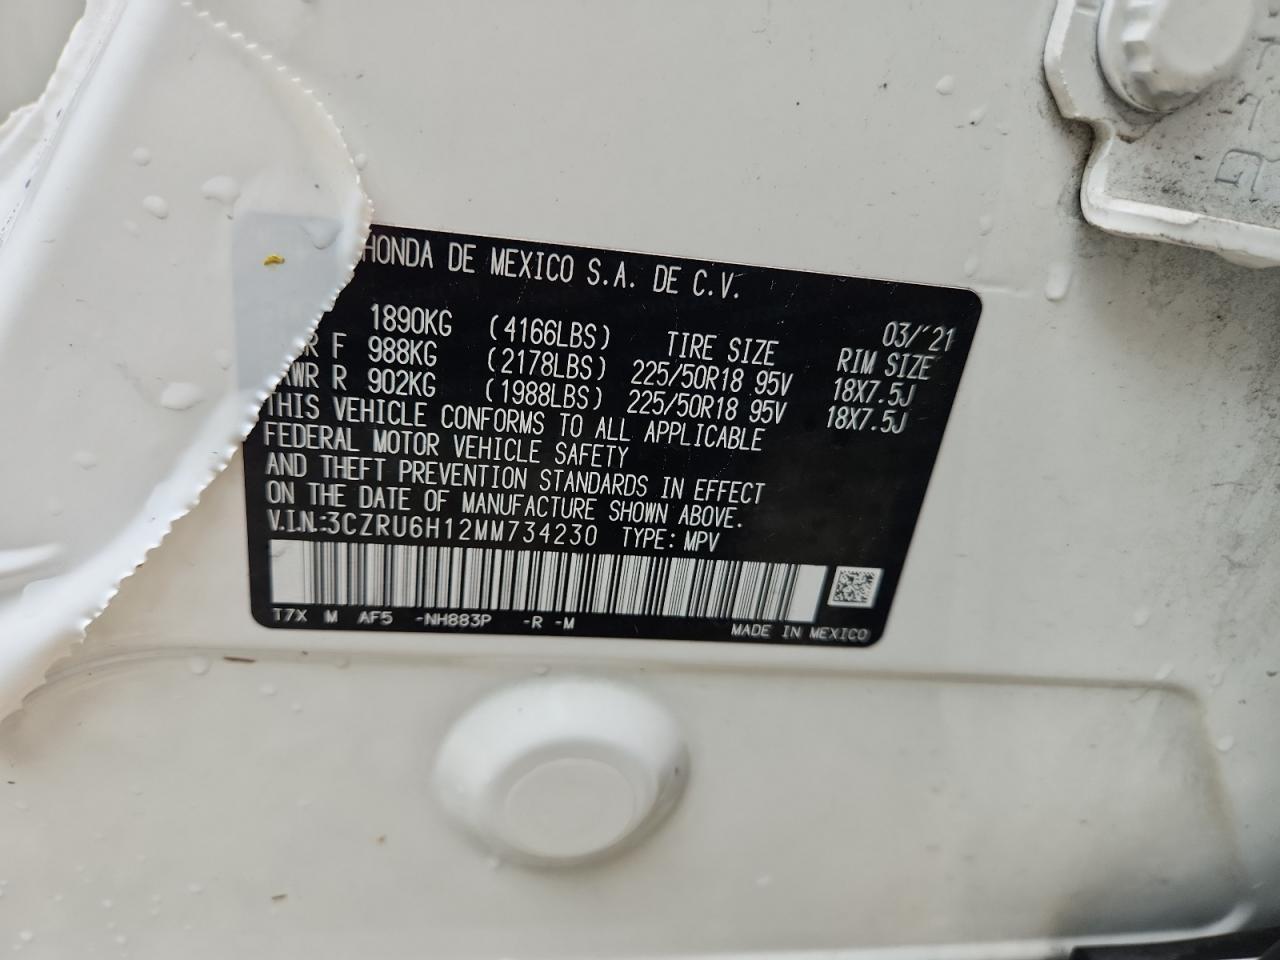 HONDA DE MEXICO S.A. DE C.V.
03/'21
1890KG (4166LBS) TIRE SIZE RIM SIZE
R F 988KG (2178LBS) 225/50R18 95V 18X7.5J
AWR R 902KG (1988LBS) 225/50R18 95V 18X7.5J
THIS VEHICLE CONFORMS TO ALL APPLICABLE
FEDERAL MOTOR VEHICLE SAFETY
AND THEFT PREVENTION STANDARDS IN EFFECT
ON THE DATE OF MANUFACTURE SHOWN ABOVE.
V.I.N.:3CZRU6H12MM734230 TYPE: MPV
T7X M AF5 -NH883P -R -M
MADE IN MEXICO